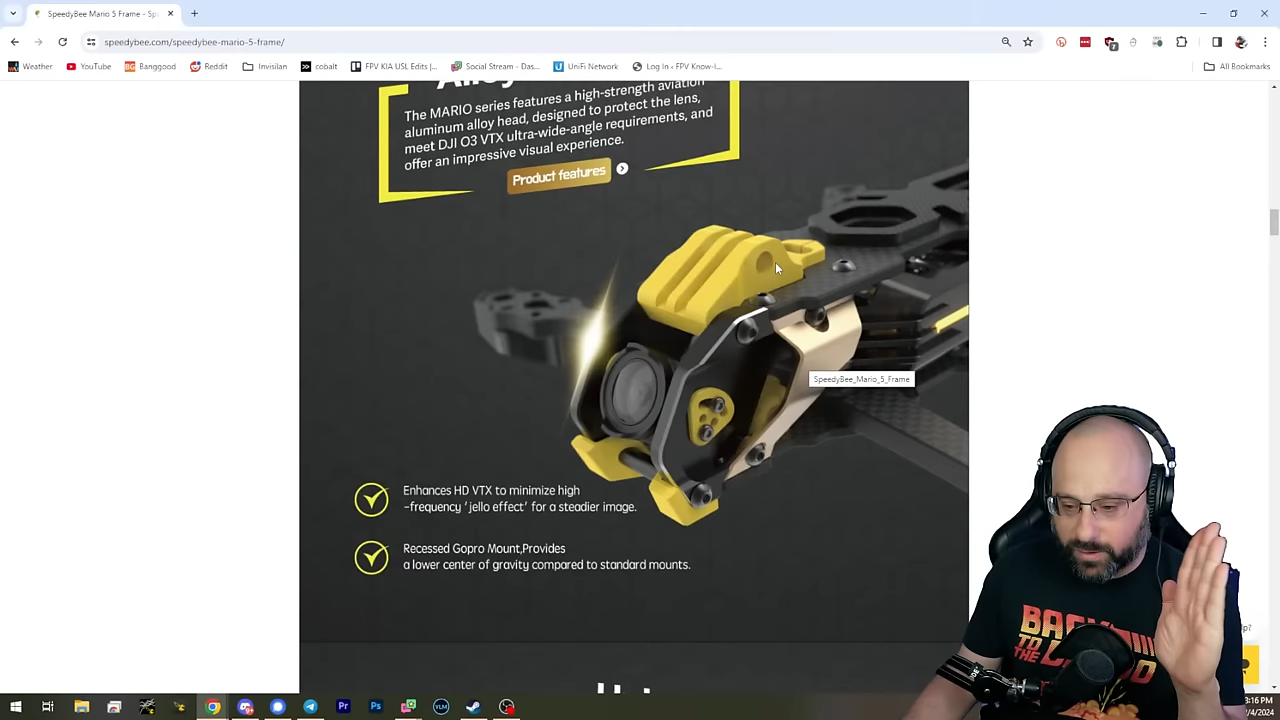 SpeedyBee Mario 5 Frame - Sp
speedybee.com/speedybee-mario-5-frame/
Weather
YouTube
Banggood
Reddit
Invisilan
cobalt
FPV KIA USL Edits |...
Social Stream - Das...
UniFi Network
Log In ‹ FPV Know-I...
All Bookmarks
Alloy
The MARIO series features a high-strength aviation
aluminum alloy head, designed to protect the lens,
meet DJI O3 VTX ultra-wide-angle requirements, and
offer an impressive visual experience.
Product features
SpeedyBee_Mario_5_Frame
Enhances HD VTX to minimize high
-frequency 'jello effect' for a steadier image.
Recessed Gopro Mount,Provides
a lower center of gravity compared to standard mounts.
BACK
TO THE